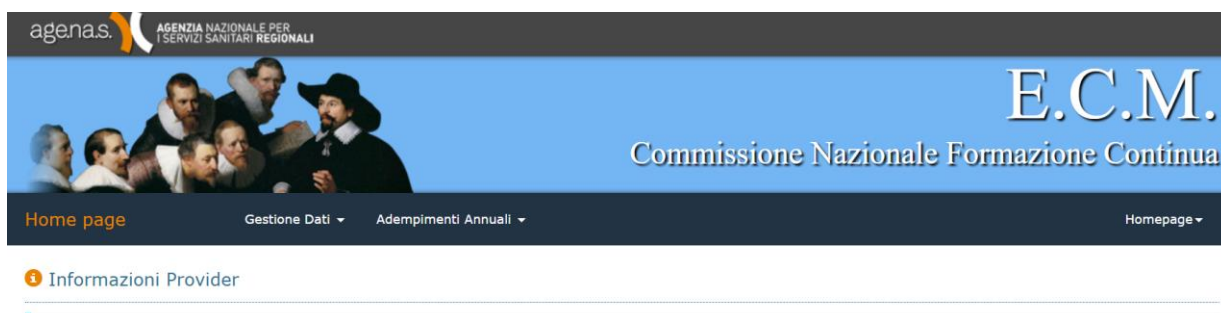 agena.s.
AGENZIA NAZIONALE PER
I SERVIZI SANITARI REGIONALI
E.C.M.
Commissione Nazionale Formazione Continua
Home page Gestione Dati Adempimenti Annuali Homepage
Informazioni Provider